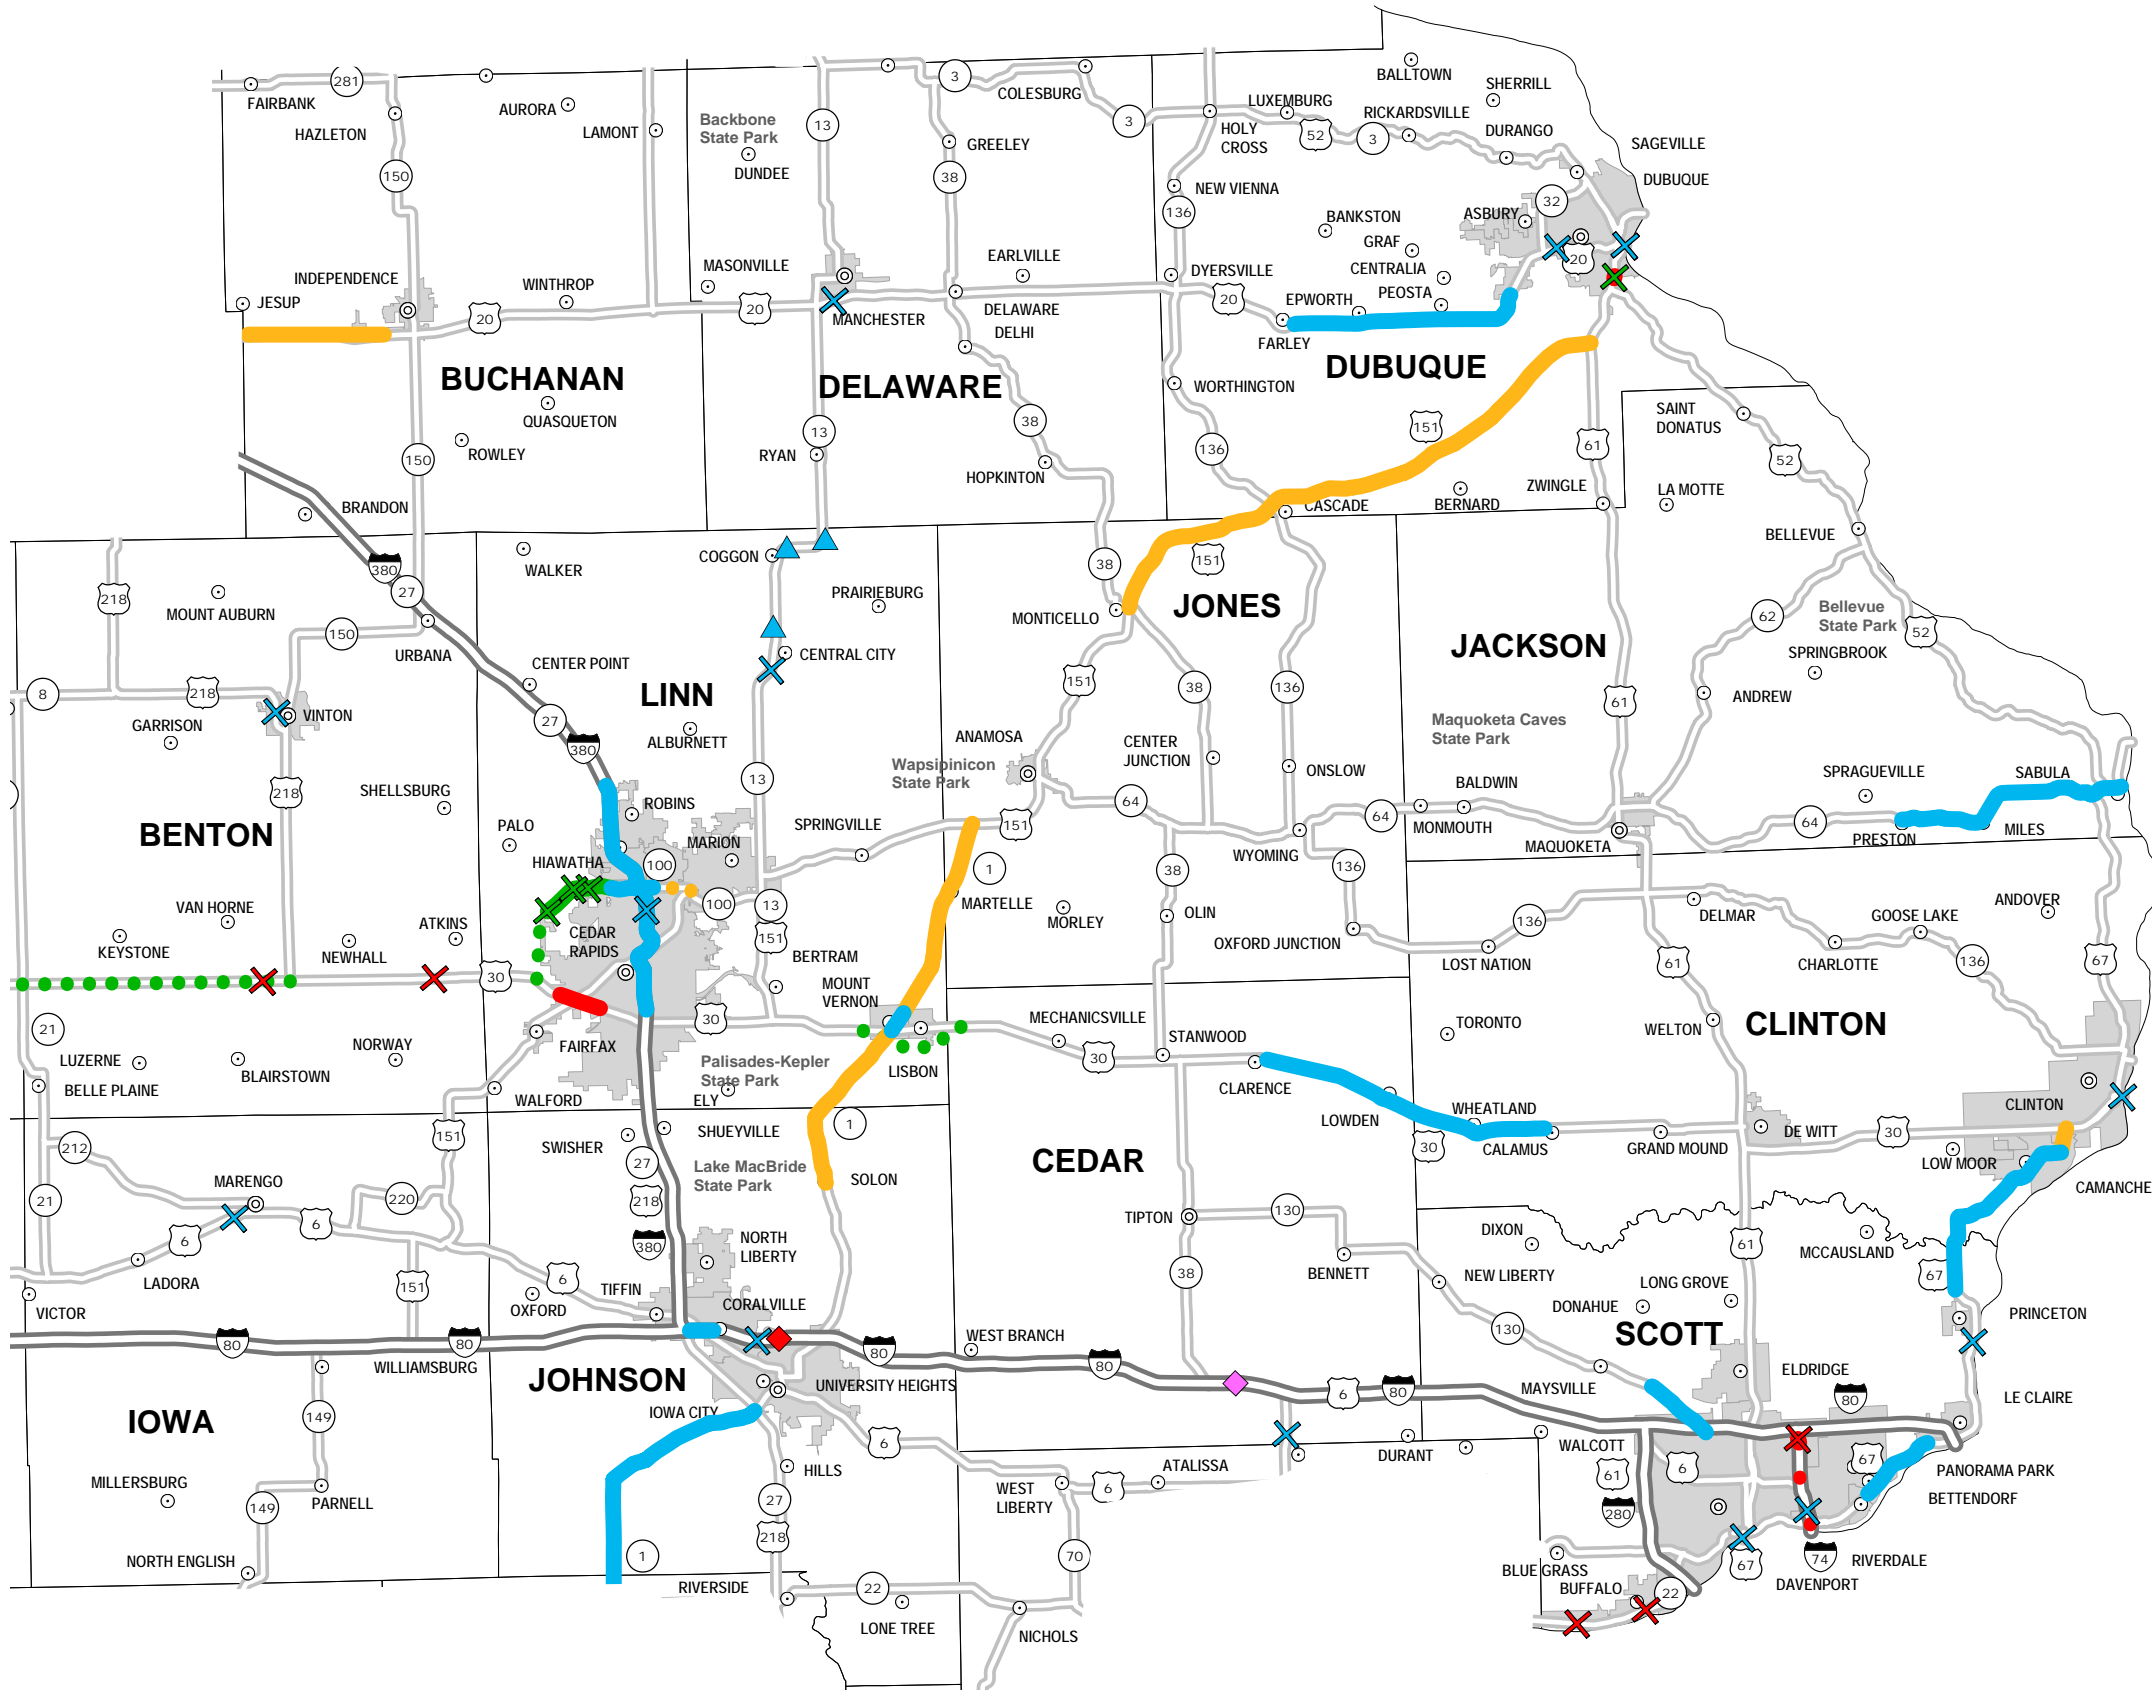 BALLTOWN
SHERRILL
281
FAIRBANK
3
COLESBURG
LUXEMBURG
RICKARDSVILLE
AURORA
HAZLETON
LAMONT
Backbone
State Park
13
3
HOLY
CROSS
52
3
DURANGO
SAGEVILLE
DUNDEE
GREELEY
DUBUQUE
150
38
NEW VIENNA
136
32
BANKSTON
ASBURY
GRAF
20
INDEPENDENCE
MASONVILLE
EARLVILLE
DYERSVILLE
CENTRALIA
PEOSTA
JESUP
WINTHROP
20
20
MANCHESTER
DELAWARE
DELHI
20
EPWORTH
FARLEY
BUCHANAN
DELAWARE
DUBUQUE
QUASQUETON
WORTHINGTON
SAINT
DONATUS
ROWLEY
13
38
151
61
52
150
RYAN
HOPKINTON
136
BRANDON
CASCADE
BERNARD
ZWINGLE
LA MOTTE
380
WALKER
COGGON
38
151
BELLEVUE
218
27
MOUNT AUBURN
PRAIRIEBURG
MONTICELLO
JONES
62
Bellevue
State Park
52
150
URBANA
CENTER POINT
CENTRAL CITY
JACKSON
SPRINGBROOK
8
218
LINN
151
38
136
61
ANDREW
GARRISON
VINTON
27
380
ALBURNETT
ANAMOSA
CENTER
JUNCTION
Maquoketa Caves
State Park
Wapsipinicon
State Park
ONSLOW
13
SHELLSBURG
218
ROBINS
64
BALDWIN
SPRAGUEVILLE
SABULA
BENTON
PALO
SPRINGVILLE
151
64
MONMOUTH
64
PRESTON
MILES
MARION
HIAWATHA
100
WYOMING
MAQUOKETA
1
38
136
VAN HORNE
100
13
MARTELLE
MORLEY
OLIN
136
DELMAR
GOOSE LAKE
ANDOVER
KEYSTONE
NEWHALL
ATKINS
CEDAR
RAPIDS
151
BERTRAM
OXFORD JUNCTION
LOST NATION
61
CHARLOTTE
136
67
30
MOUNT
VERNON
21
30
MECHANICSVILLE
TORONTO
WELTON
CLINTON
LUZERNE
NORWAY
FAIRFAX
STANWOOD
BLAIRSTOWN
BELLE PLAINE
WALFORD
Palisades-Kepler
State Park
ELY
LISBON
30
CLARENCE
LOWDEN
WHEATLAND
CALAMUS
30
GRAND MOUND
DE WITT
30
CLINTON
LOW MOOR
212
151
SWISHER
SHUEYVILLE
1
CEDAR
27
Lake MacBride
State Park
SOLON
CAMANCHE
21
MARENGO
220
218
TIPTON
130
6
6
380
NORTH
LIBERTY
DIXON
61
MCCAUSLAND
LADORA
151
6
TIFFIN
OXFORD
38
BENNETT
NEW LIBERTY
LONG GROVE
67
VICTOR
CORALVILLE
DONAHUE
PRINCETON
80
80
WILLIAMSBURG
80
WEST BRANCH
80
130
SCOTT
JOHNSON
UNIVERSITY HEIGHTS
6
80
MAYSVILLE
ELDRIDGE
80
LE CLAIRE
IOWA
149
IOWA CITY
6
DURANT
WALCOTT
67
PANORAMA PARK
MILLERSBURG
PARNELL
HILLS
WEST
LIBERTY
ATALISSA
6
61
6
BETTENDORF
149
27
280
218
1
70
NORTH ENGLISH
RIVERSIDE
22
LONE TREE
NICHOLS
BLUE GRASS
BUFFALO
22
67
74
RIVERDALE
DAVENPORT